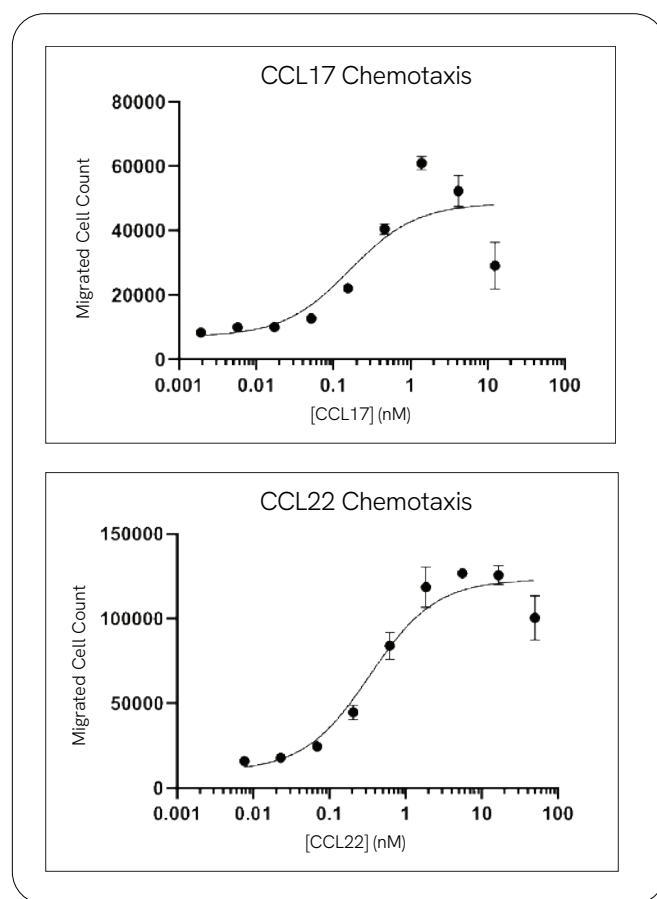 CCL17 Chemotaxis
80000
60000
40000
20000
0
Migrated Cell Count
0.001 0.01 0.1 1 10 100
[CCL17] (nM)
CCL22 Chemotaxis
150000
100000
50000
0
Migrated Cell Count
0.001 0.01 0.1 1 10 100
[CCL22] (nM)